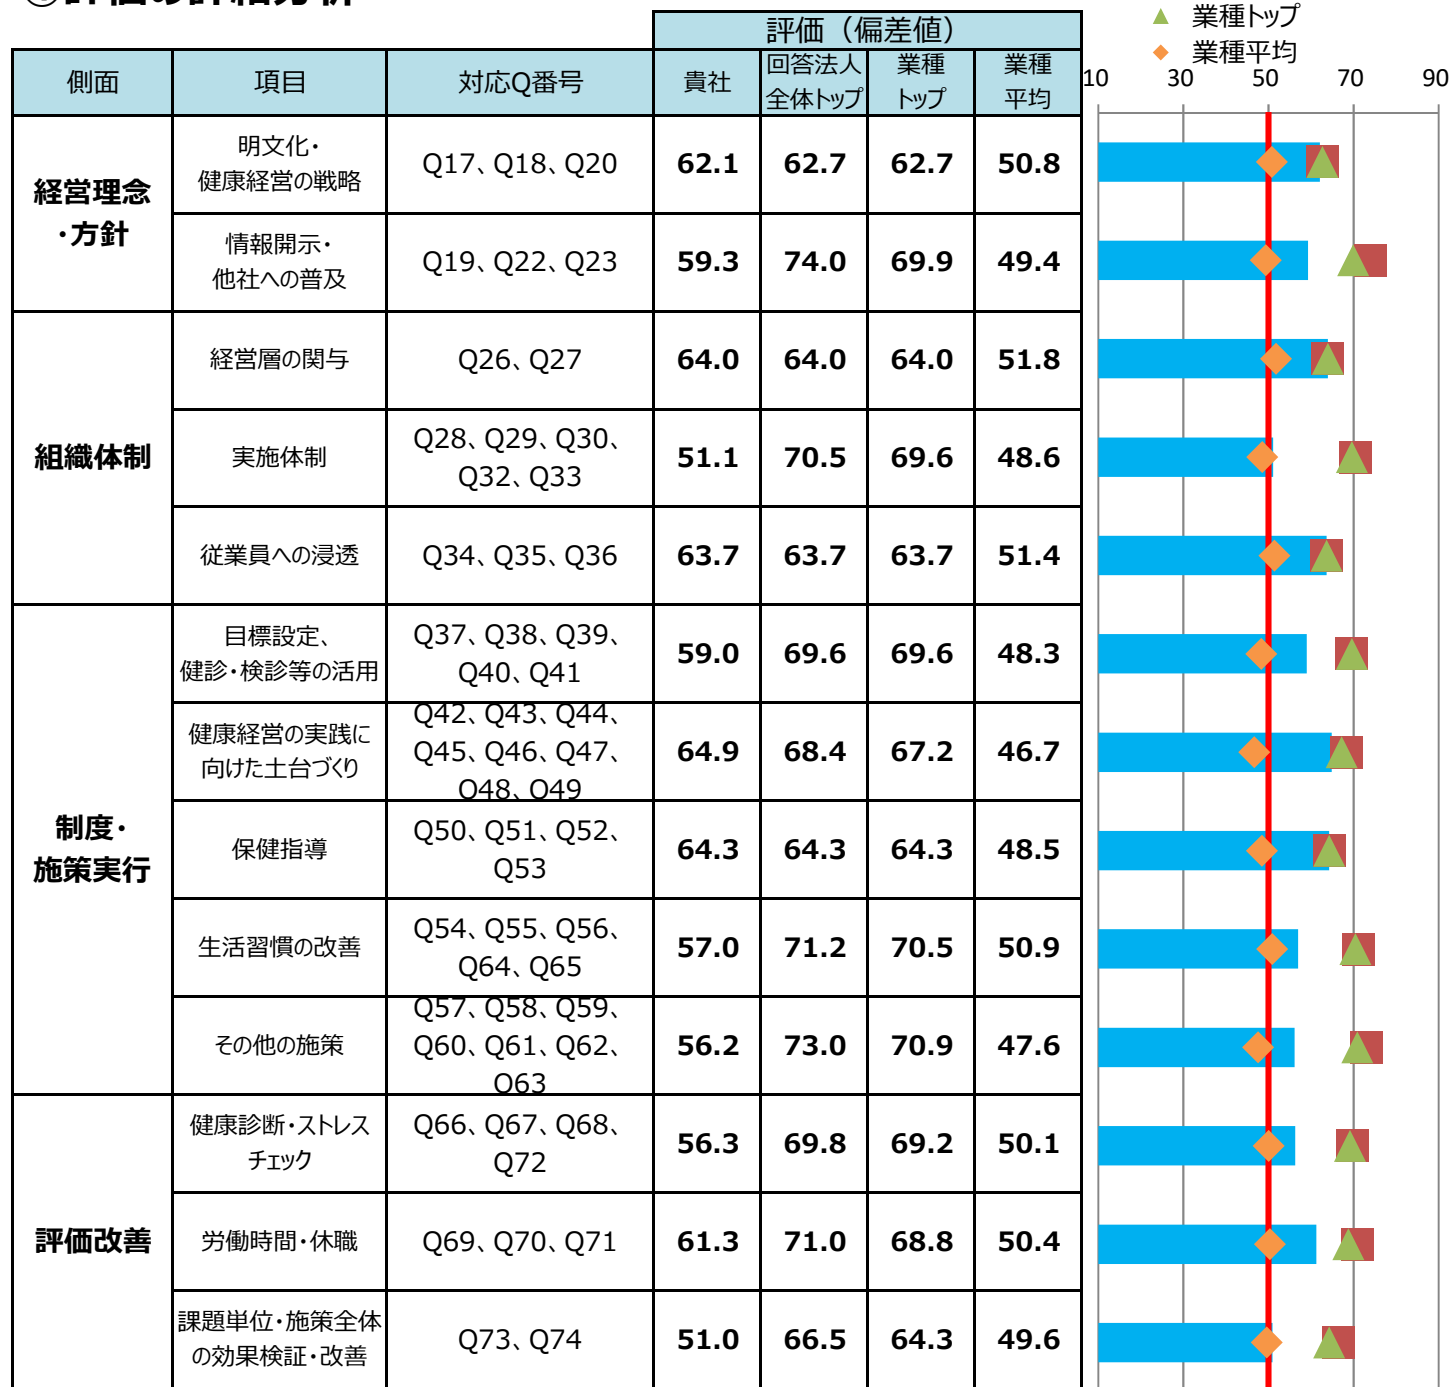 評価（偏差値）
▲ 業種トップ
◆ 業種平均
側面 項目 対応Q番号 貴社 回答法人 業種 業種
全体トップ トップ 平均
10 30 50 70 90
経営理念
・方針
明文化・
健康経営の戦略
Q17、Q18、Q20 62.1 62.7 62.7 50.8
情報開示・
他社への普及
Q19、Q22、Q23 59.3 74.0 69.9 49.4
組織体制
経営層の関与 Q26、Q27 64.0 64.0 64.0 51.8
実施体制
Q28、Q29、Q30、
Q32、Q33
51.1 70.5 69.6 48.6
従業員への浸透 Q34、Q35、Q36 63.7 63.7 63.7 51.4
制度・
施策実行
目標設定、
健診・検診等の活用
Q37、Q38、Q39、
Q40、Q41
59.0 69.6 69.6 48.3
健康経営の実践に
向けた土台づくり
Q42、Q43、Q44、
Q45、Q46、Q47、
Q48、Q49
64.9 68.4 67.2 46.7
保健指導
Q50、Q51、Q52、
Q53
64.3 64.3 64.3 48.5
生活習慣の改善
Q54、Q55、Q56、
Q64、Q65
57.0 71.2 70.5 50.9
その他の施策
Q57、Q58、Q59、
Q60、Q61、Q62、
Q63
56.2 73.0 70.9 47.6
評価改善
健康診断・ストレス
チェック
Q66、Q67、Q68、
Q72
56.3 69.8 69.2 50.1
労働時間・休職 Q69、Q70、Q71 61.3 71.0 68.8 50.4
課題単位・施策全体
の効果検証・改善
Q73、Q74 51.0 66.5 64.3 49.6